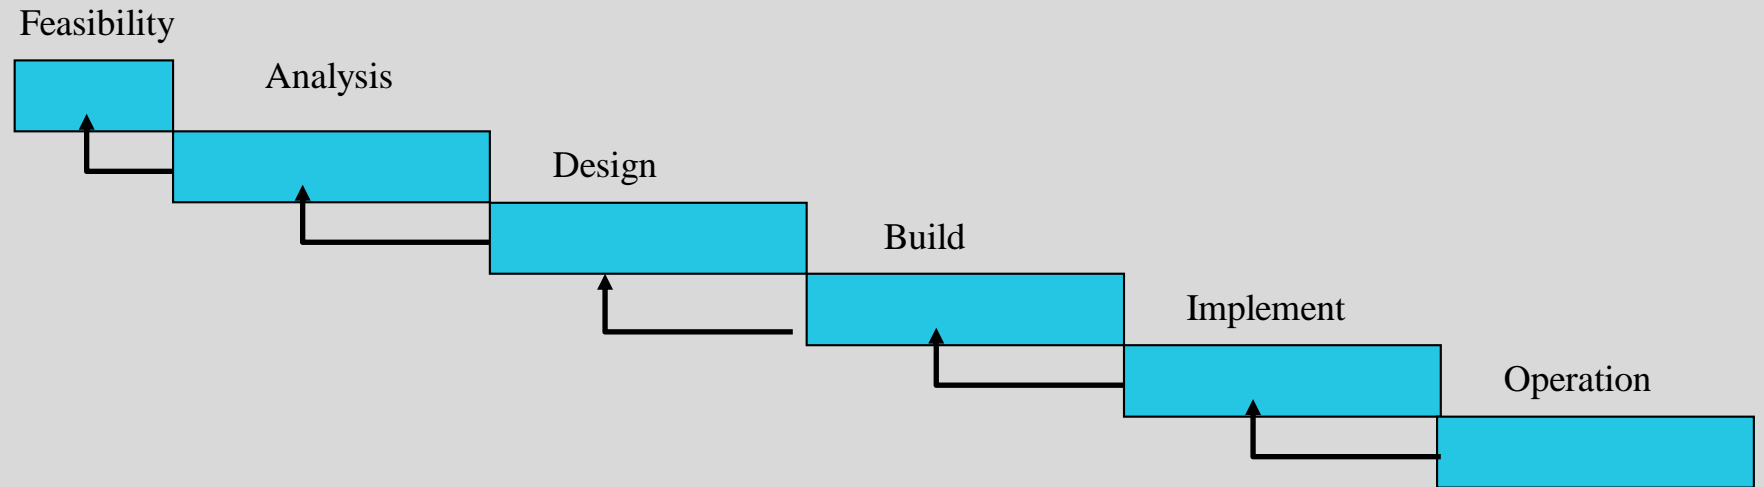 Feasibility
Analysis
Design
Build
Implement
Operation